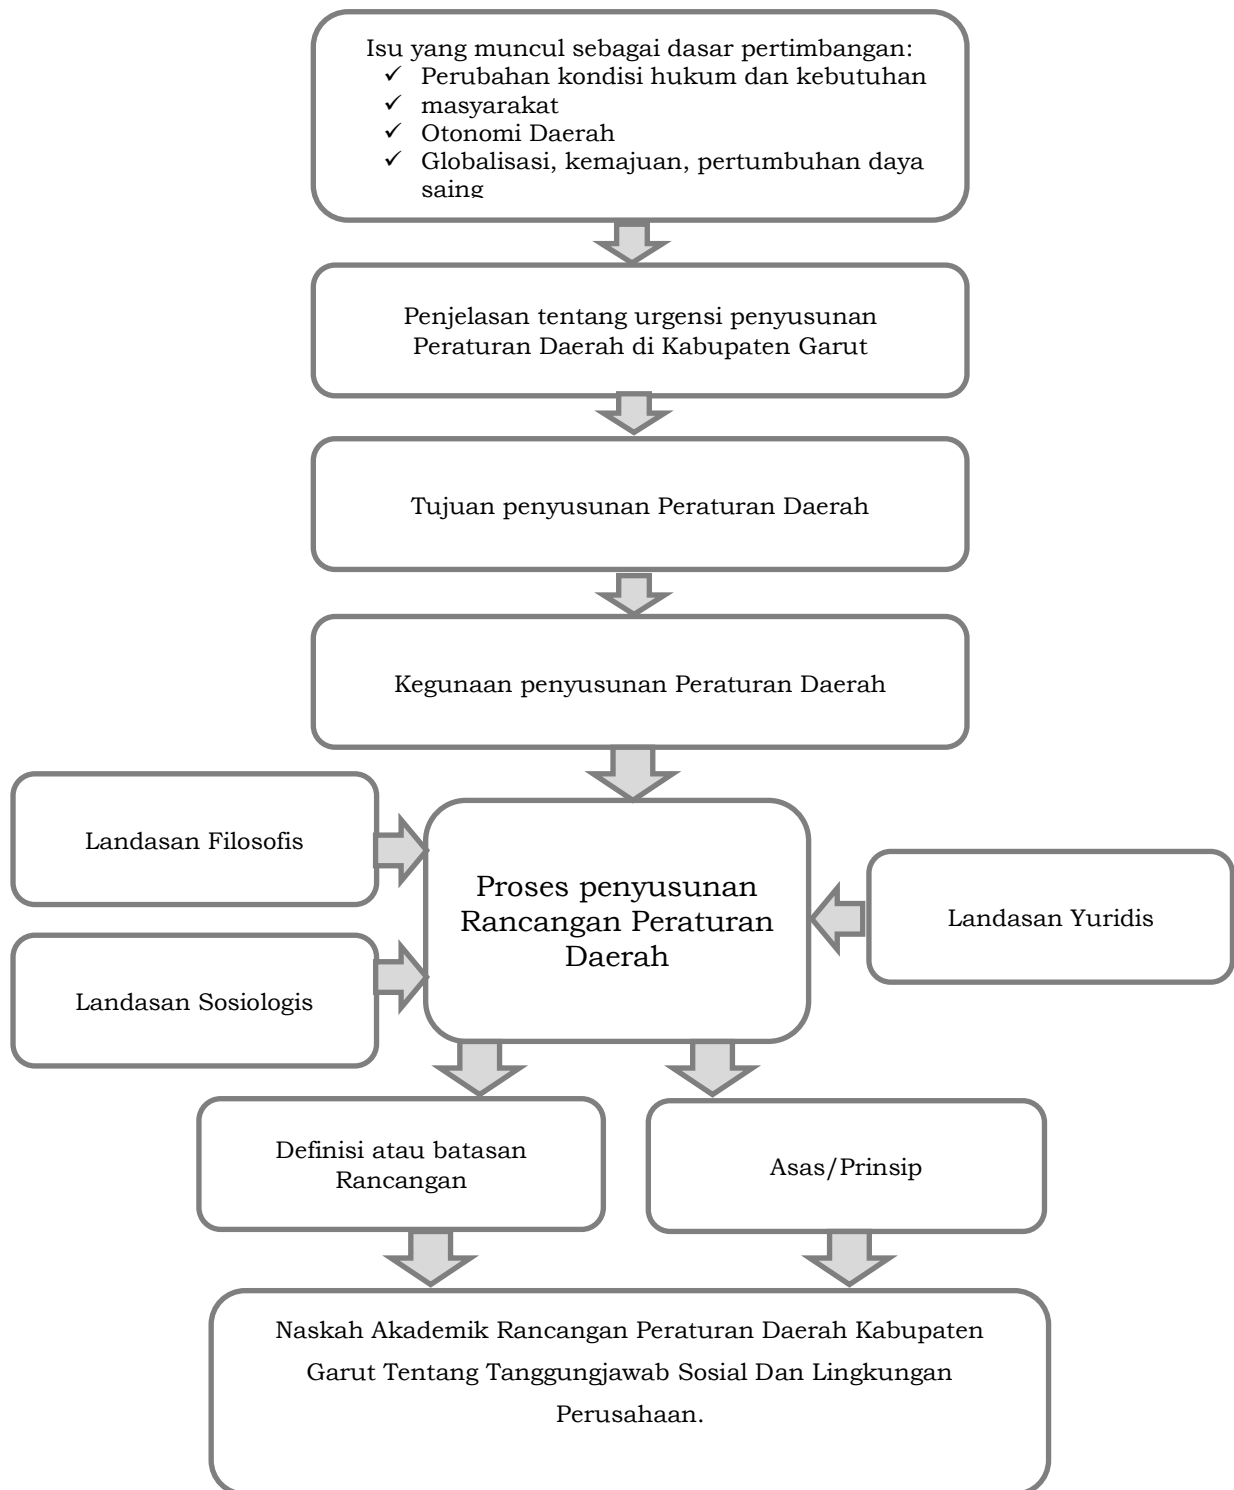 Isu yang muncul sebagai dasar pertimbangan:
✓ Perubahan kondisi hukum dan kebutuhan
✓ masyarakat
✓ Otonomi Daerah
✓ Globalisasi, kemajuan, pertumbuhan daya
saing
Penjelasan tentang urgensi penyusunan
Peraturan Daerah di Kabupaten Garut
Tujuan penyusunan Peraturan Daerah
Kegunaan penyusunan Peraturan Daerah
Landasan Filosofis
Landasan Sosiologis
Proses penyusunan
Rancangan Peraturan
Daerah
Landasan Yuridis
Definisi atau batasan
Rancangan
Asas/Prinsip
Naskah Akademik Rancangan Peraturan Daerah Kabupaten
Garut Tentang Tanggungjawab Sosial Dan Lingkungan
Perusahaan.